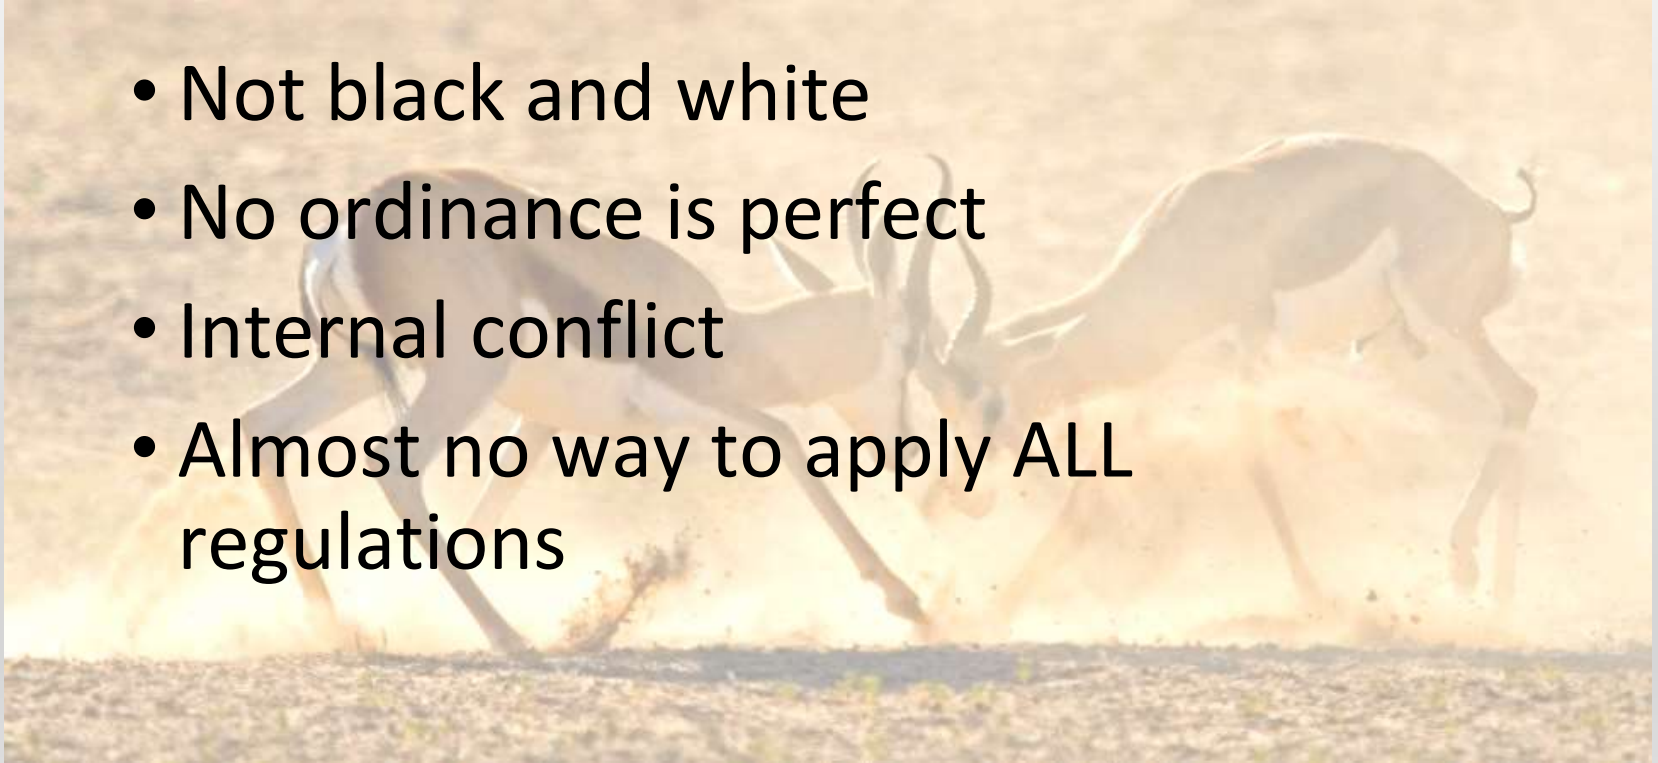 • Not black and white
• No ordinance is perfect
• Internal conflict
• Almost no way to apply ALL
regulations